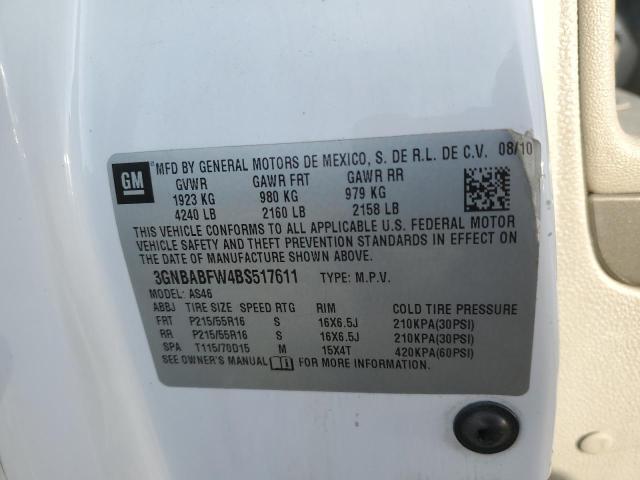 GM
MFD BY GENERAL MOTORS DE MEXICO, S. DE R.L. DE C.V. 08/10
GVWR GAWR FRT GAWR RR
1923 KG 980 KG 979 KG
4240 LB 2160 LB 2158 LB
THIS VEHICLE CONFORMS TO ALL APPLICABLE U.S. FEDERAL MOTOR
VEHICLE SAFETY AND THEFT PREVENTION STANDARDS IN EFFECT ON
THE DATE OF MANUFACTURE SHOWN ABOVE.
3GNBABFW4BS517611 TYPE: M.P.V.
MODEL: AS46
ABBJ TIRE SIZE SPEED RTG RIM COLD TIRE PRESSURE
FRT P215/55R16 S 16X6.5J 210KPA(30PSI)
RR P215/55R16 S 16X6.5J 210KPA(30PSI)
SPA T115/70D15 M 15X4T 420KPA(60PSI)
SEE OWNER'S MANUAL FOR MORE INFORMATION.